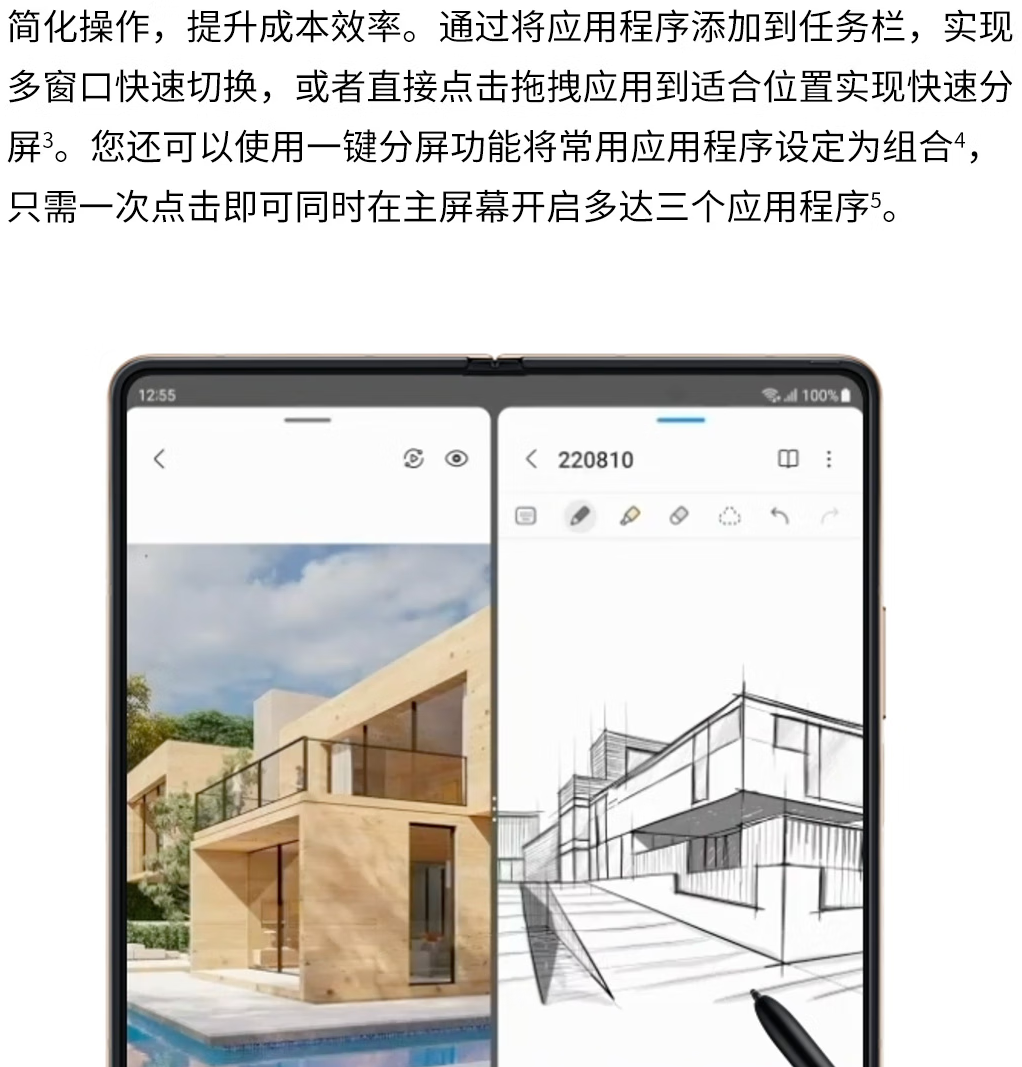 简化操作，提升成本效率。通过将应用程序添加到任务栏，实现
多窗口快速切换，或者直接点击拖拽应用到适合位置实现快速分
屏3。您还可以使用一键分屏功能将常用应用程序设定为组合4，
只需一次点击即可同时在主屏幕开启多达三个应用程序5。
12:55
100%
220810